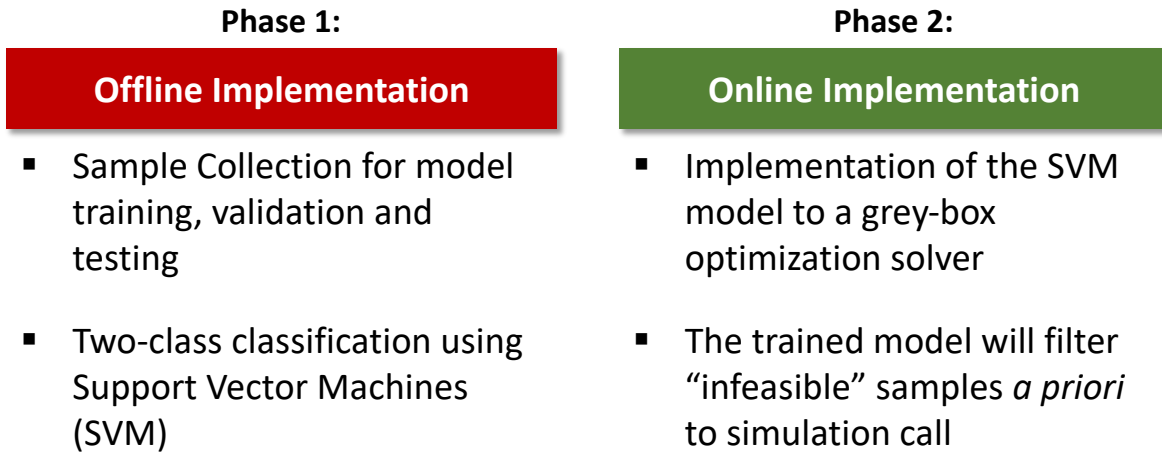 Phase 1:
Offline Implementation
▪ Sample Collection for model
training, validation and
testing
▪ Two-class classification using
Support Vector Machines
(SVM)
Phase 2:
Online Implementation
▪ Implementation of the SVM
model to a grey-box
optimization solver
▪ The trained model will filter
“infeasible” samples a priori
to simulation call